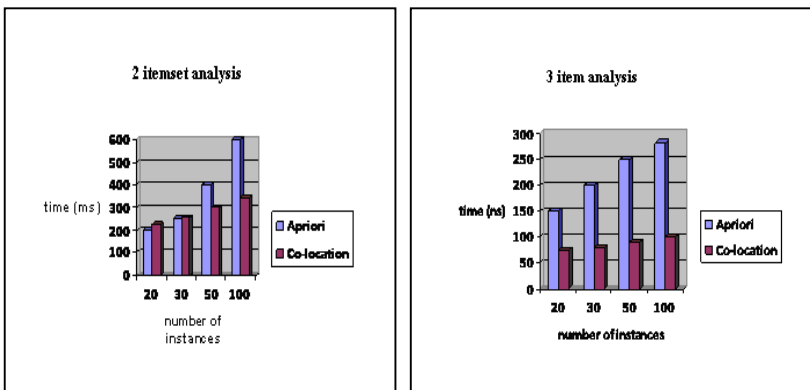 2 itemset analysis
600
500
400
300
200
100
0
time (ms)
20 30 50 100
number of
instances
Apriori
Co-location
3 item analysis
300
250
200
150
100
50
0
time (ns)
20 30 50 100
number of instances
Apriori
Co-location